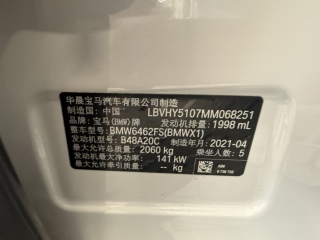 华晨宝马汽车有限公司制造
制造国：中国 LBVHY5107MM068251
品牌：宝马(BMW)牌 发动机排量：1998 mL
整车型号：BMW6462FS(BMWX1)
发动机型号：B48A20C 制造年月：2021-04
最大允许总质量：2060 kg 乘坐人数：5
发动机最大净功率：141 kW
最大允许牵引质量：-- kg